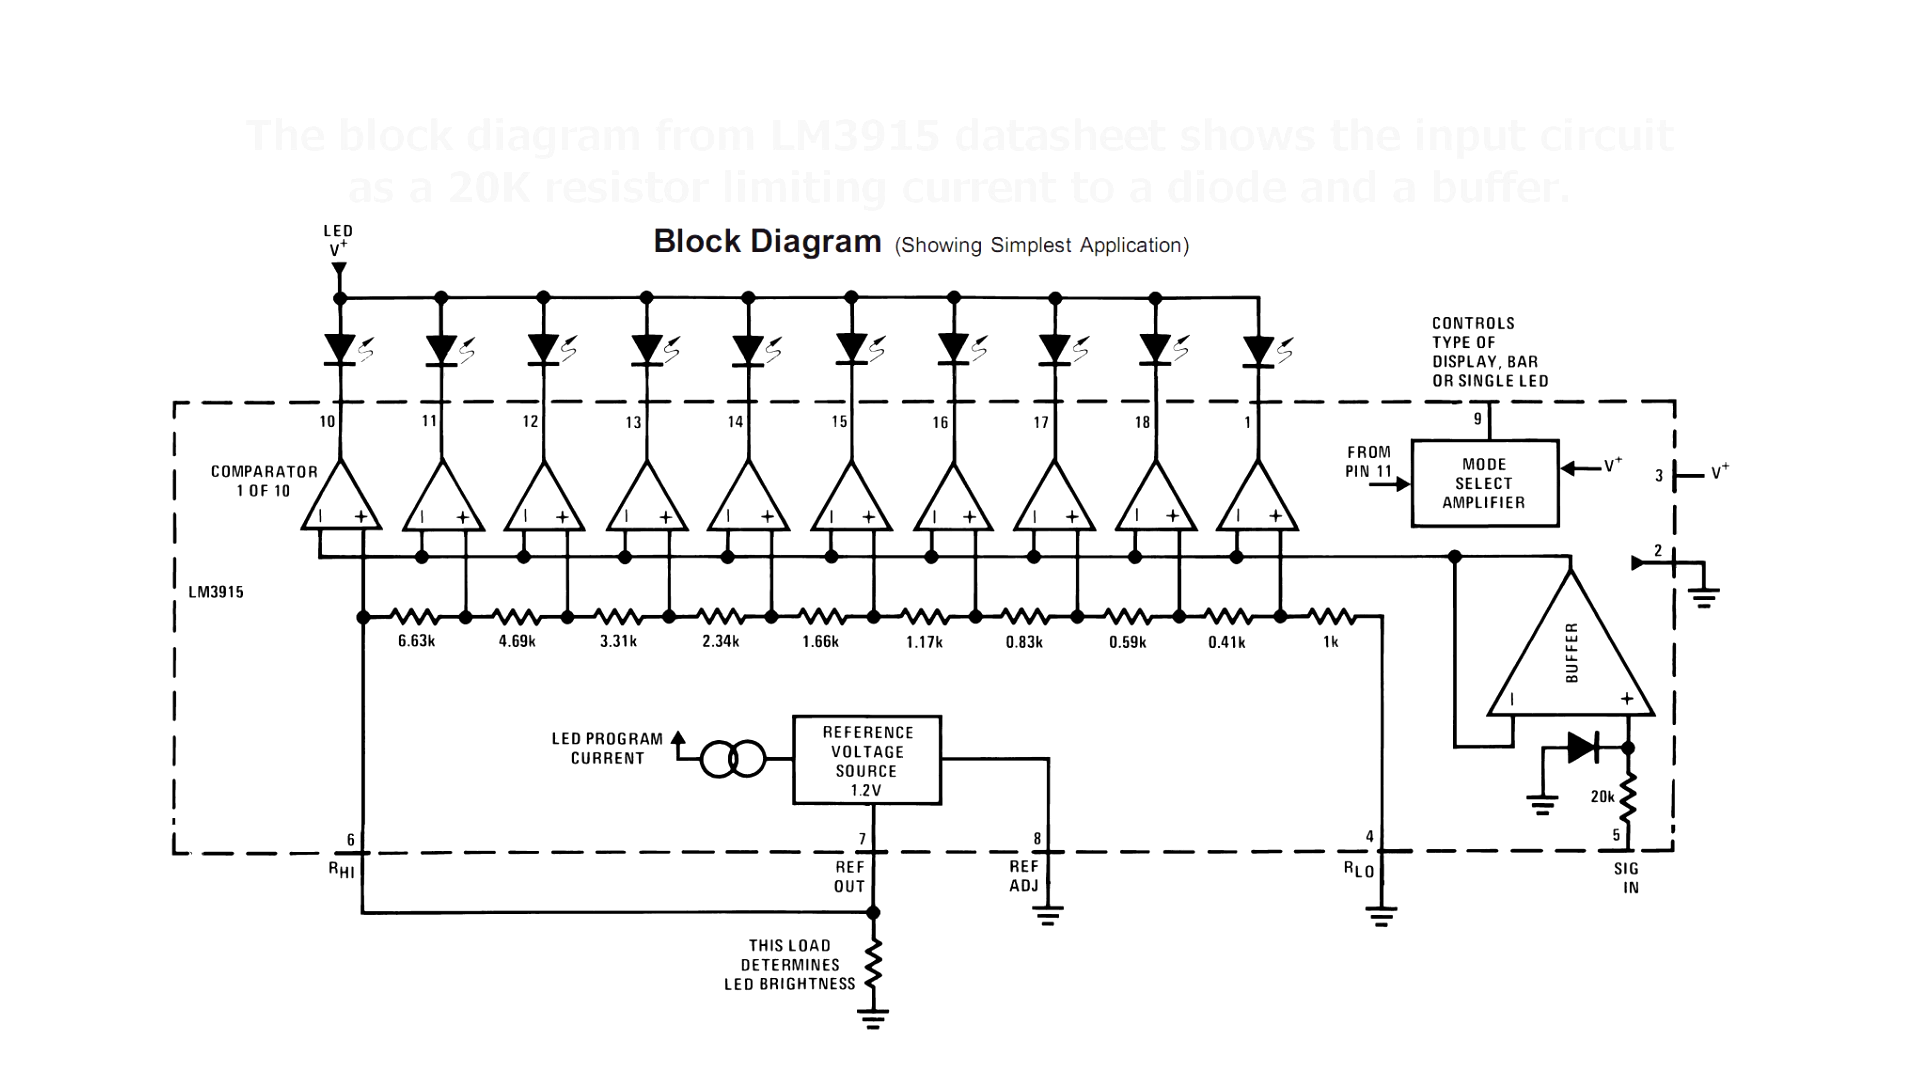 The block diagram from LM3915 datasheet shows the input circuit
as a 20K resistor limiting current to a diode and a buffer.
Block Diagram (Showing Simplest Application)
LED
V+
CONTROLS
TYPE OF
DISPLAY, BAR
OR SINGLE LED
10 11 12 13 14 15 16 17 18 1 9
COMPARATOR
1 OF 10
FROM
PIN 11
MODE
SELECT
AMPLIFIER
V+
3 V+
− + − + − + − + − + − + − + − + − + − +
2
LM3915
6.63k 4.69k 3.31k 2.34k 1.66k 1.17k 0.83k 0.59k 0.41k 1k
BUFFER
− +
LED PROGRAM
CURRENT
REFERENCE
VOLTAGE
SOURCE
1.2V
20k
6 7 8 4 5
RHI
REF
OUT
REF
ADJ
RLO
SIG
IN
THIS LOAD
DETERMINES
LED BRIGHTNESS